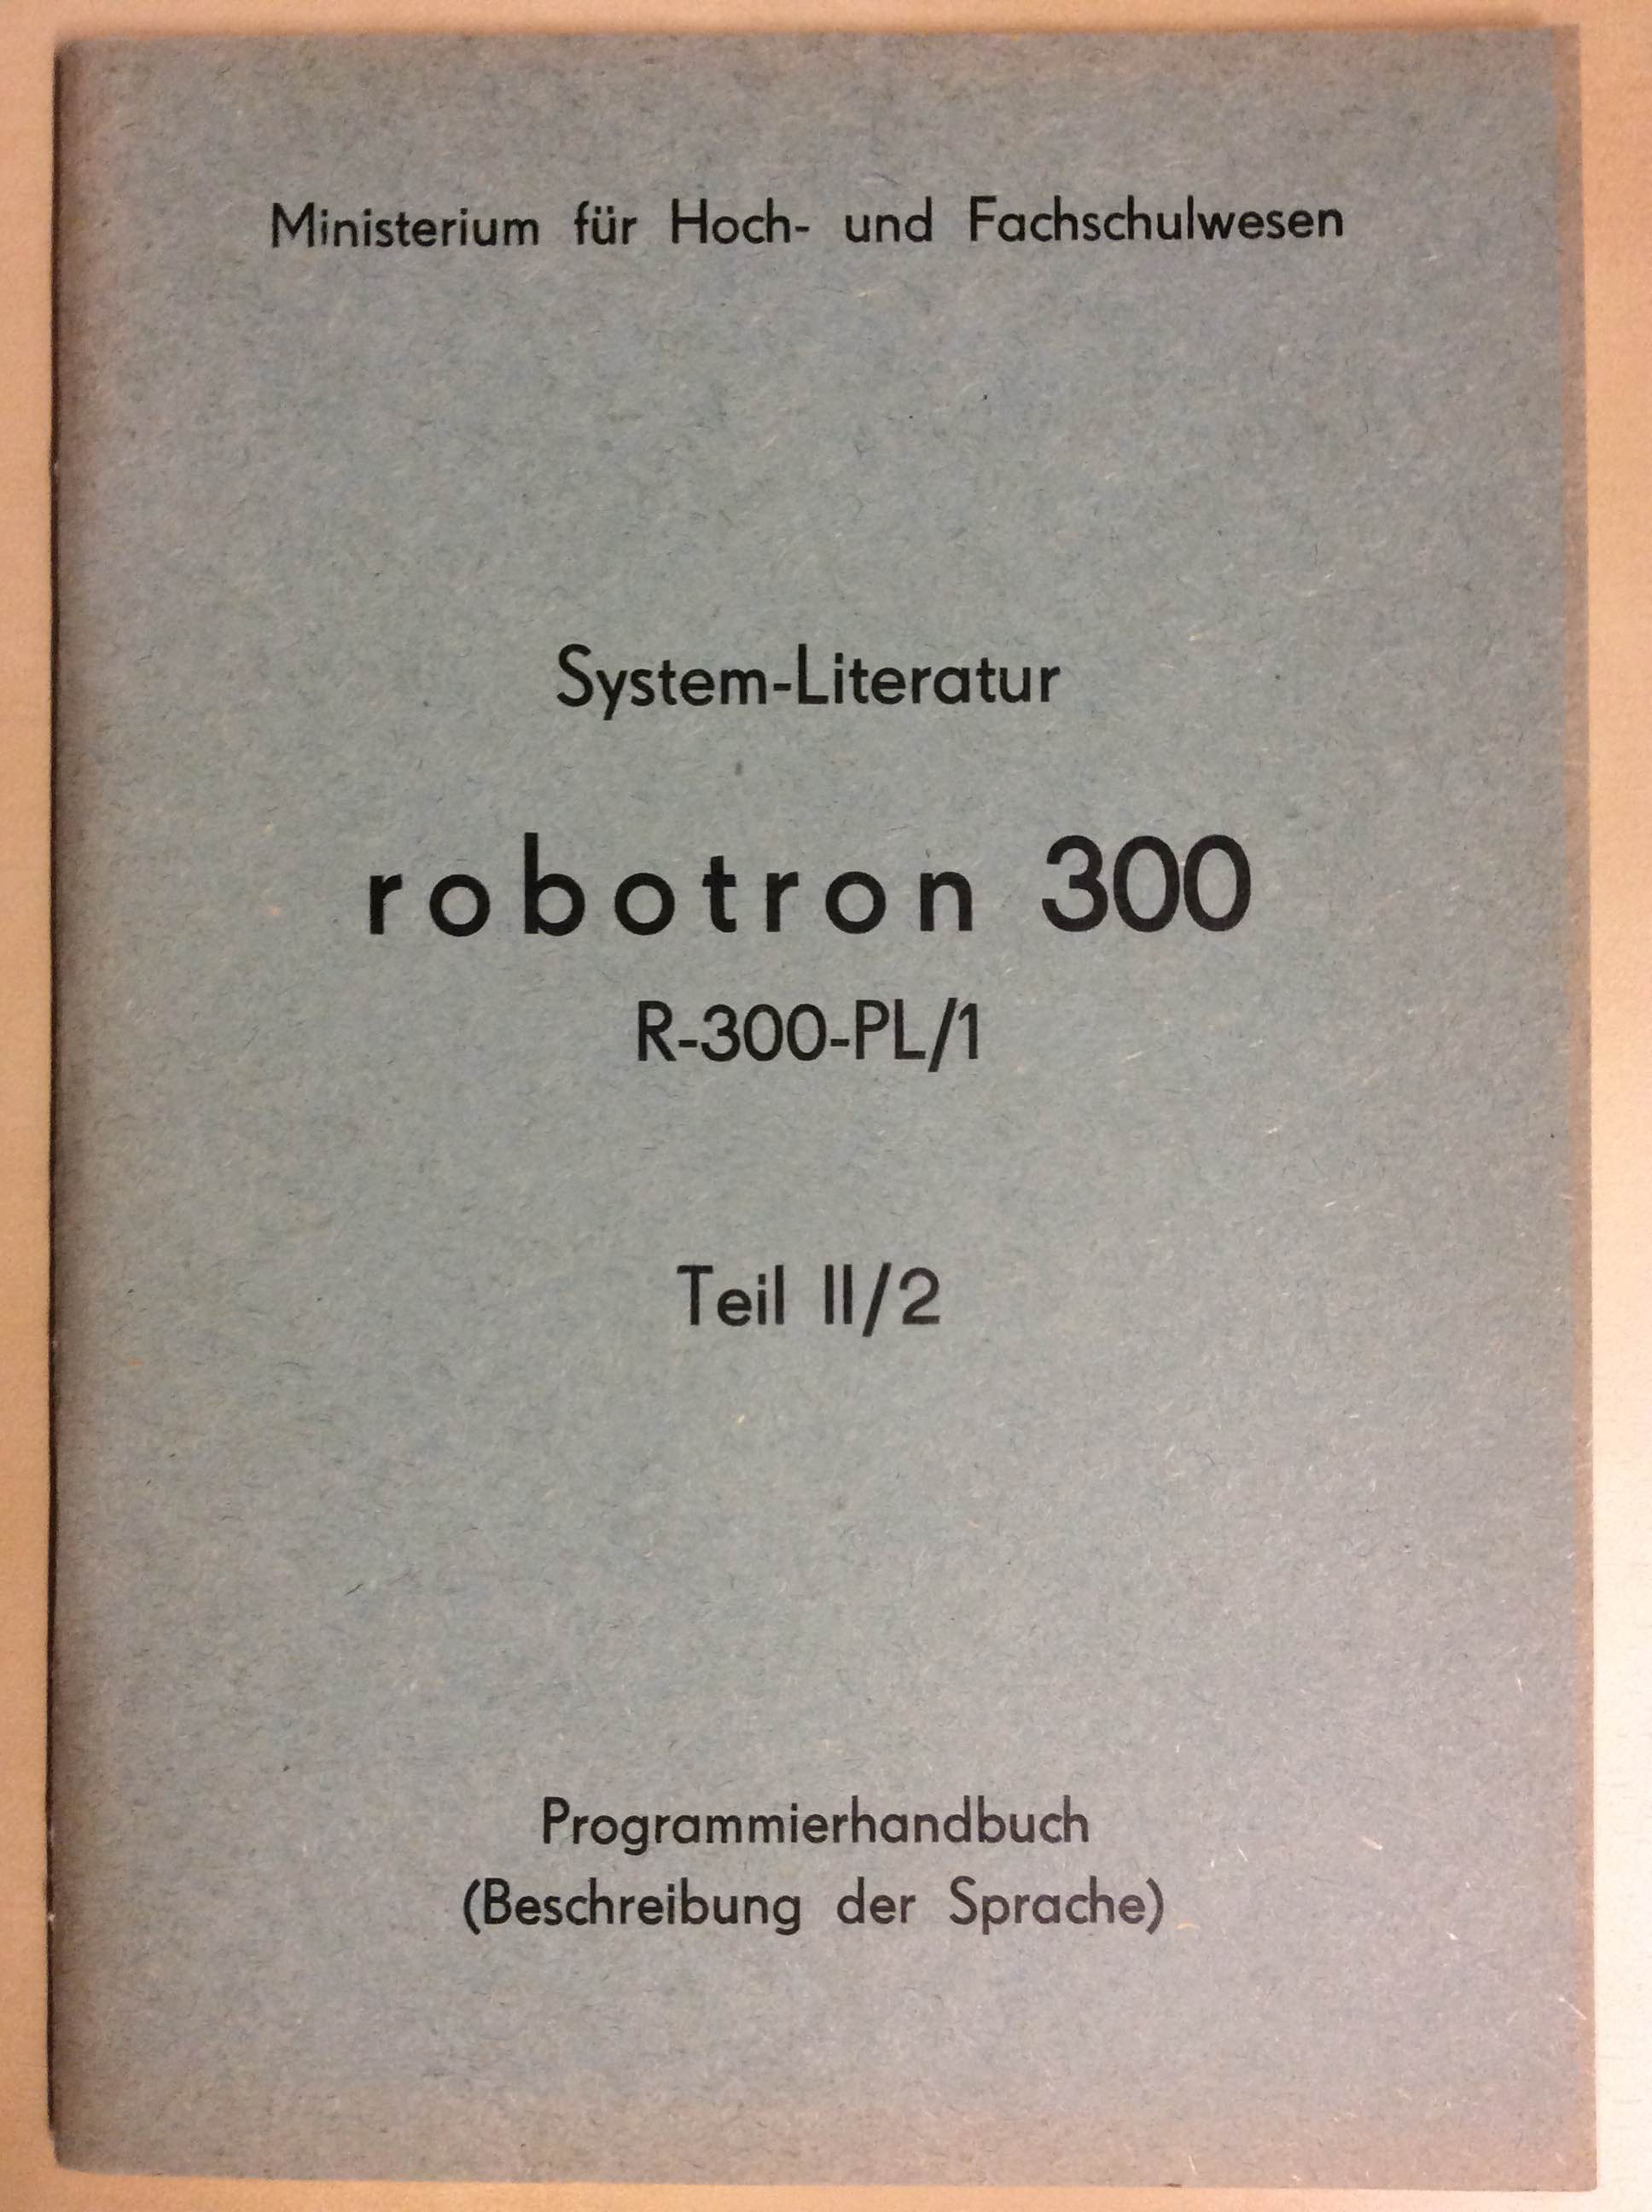 Ministerium für Hoch- und Fachschulwesen
System-Literatur
robotron 300
R-300-PL/1
Teil II/2
Programmierhandbuch
(Beschreibung der Sprache)